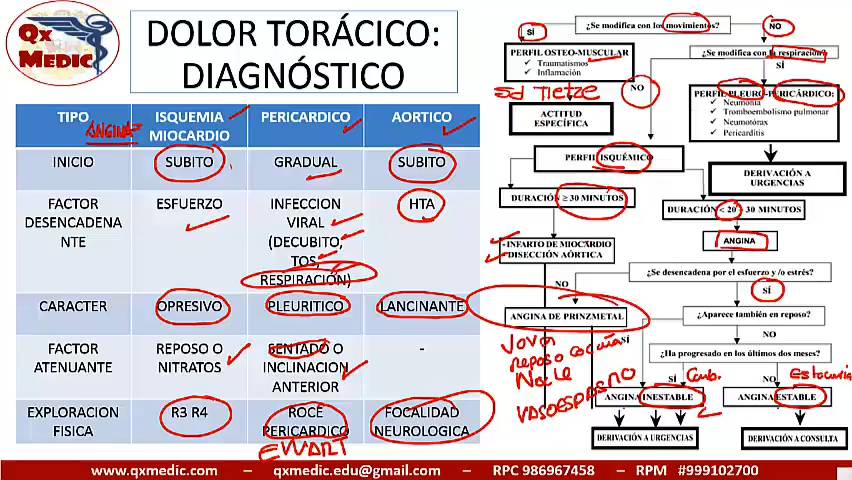 Qx
MEDIC
DOLOR TORÁCICO:
DIAGNÓSTICO
TIPO
ANGINA
ISQUEMIA
MIOCARDIO
PERICARDICO
AORTICO
INICIO
SUBITO
GRADUAL
SUBITO
FACTOR
DESENCADENA
NTE
ESFUERZO
INFECCION
VIRAL
(DECUBITO,
TOS,
RESPIRACIÓN)
HTA
CARACTER
OPRESIVO
PLEURITICO
LANCINANTE
FACTOR
ATENUANTE
REPOSO O
NITRATOS
SENTADO O
INCLINACION
ANTERIOR
-
EXPLORACION
FISICA
R3 R4
ROCE
PERICARDICO
EWART
FOCALIDAD
NEUROLOGICA
¿Se modifica con los movimientos?
SÍ
NO
PERFIL OSTEO-MUSCULAR
✓ Traumatismos
✓ Inflamación
Sd Tietze
ACTITUD
ESPECÍFICA
¿Se modifica con la respiración?
NO
SÍ
PERFIL PLEURO-PERICÁRDICO:
✓ Neumonía
✓ Tromboembolismo pulmonar
✓ Neumotórax
✓ Pericarditis
DERIVACIÓN A
URGENCIAS
PERFIL ISQUÉMICO
DURACIÓN ≥ 30 MINUTOS
DURACIÓN < 20 - 30 MINUTOS
- INFARTO DE MIOCARDIO
- DISECCIÓN AÓRTICA
ANGINA
¿Se desencadena por el esfuerzo y/o estrés?
NO
SÍ
ANGINA DE PRINZMETAL
Joven
reposo cocaína
Noche
VASOESPASMO
¿Aparece también en reposo?
SÍ
NO
¿Ha progresado en los últimos dos meses?
SÍ
NO
ANGINA INESTABLE
ANGINA ESTABLE
DERIVACIÓN A URGENCIAS
DERIVACIÓN A CONSULTA
www.qxmedic.com – qxmedic.edu@gmail.com – RPC 986967458 – RPM #999102700